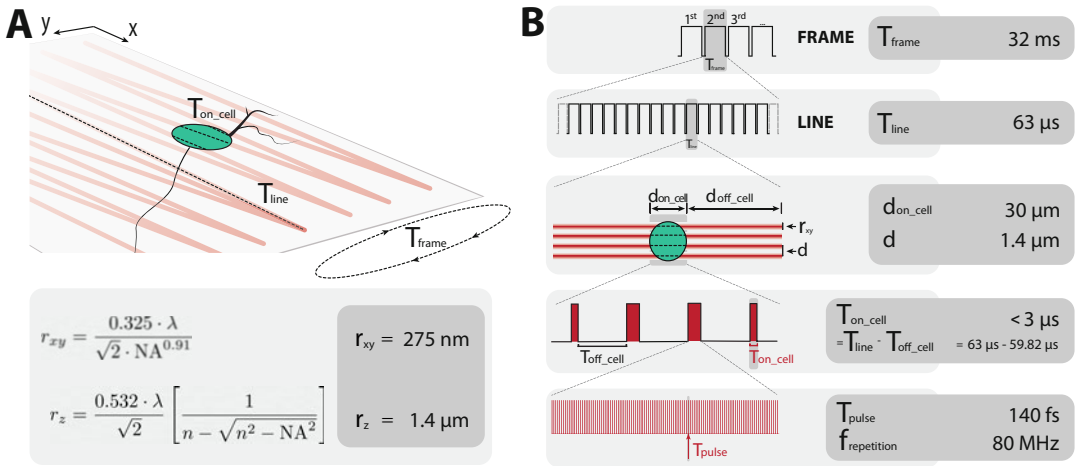 A
y
x
T_on_cell
T_line
T_frame
r_xy = 0.325 · λ / √2 · NA^0.91
r_xy = 275 nm
r_z = 0.532 · λ / √2 [ 1 / n − √n² − NA² ]
r_z = 1.4 μm
B
1st 2nd 3rd ...
T_frame
FRAME
T_frame 32 ms
LINE
T_line 63 μs
d_on_cell d_off_cell
r_xy
d
d_on_cell 30 μm
d 1.4 μm
T_off_cell
T_on_cell
T_on_cell < 3 μs
= T_line - T_off_cell = 63 μs - 59.82 μs
T_pulse
T_pulse 140 fs
f_repetition 80 MHz